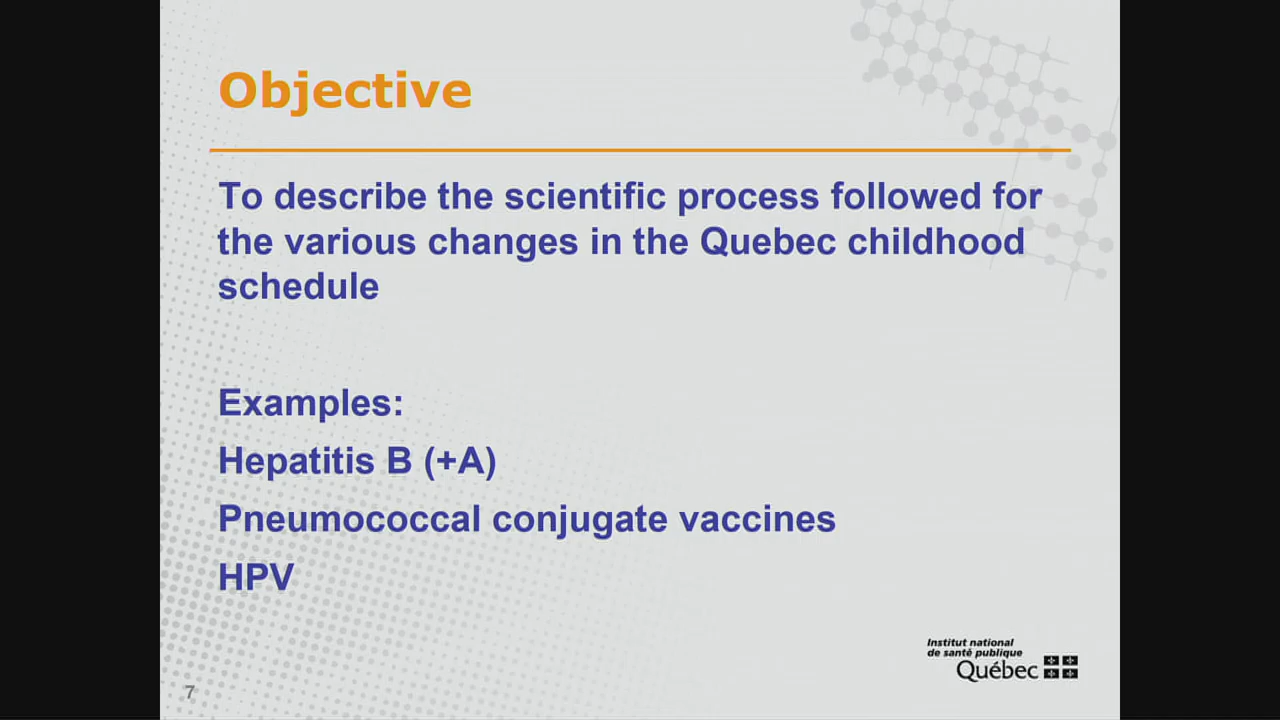 Objective
To describe the scientific process followed for
the various changes in the Quebec childhood
schedule
Examples:
Hepatitis B (+A)
Pneumococcal conjugate vaccines
HPV
Institut national
de santé publique
Québec
7